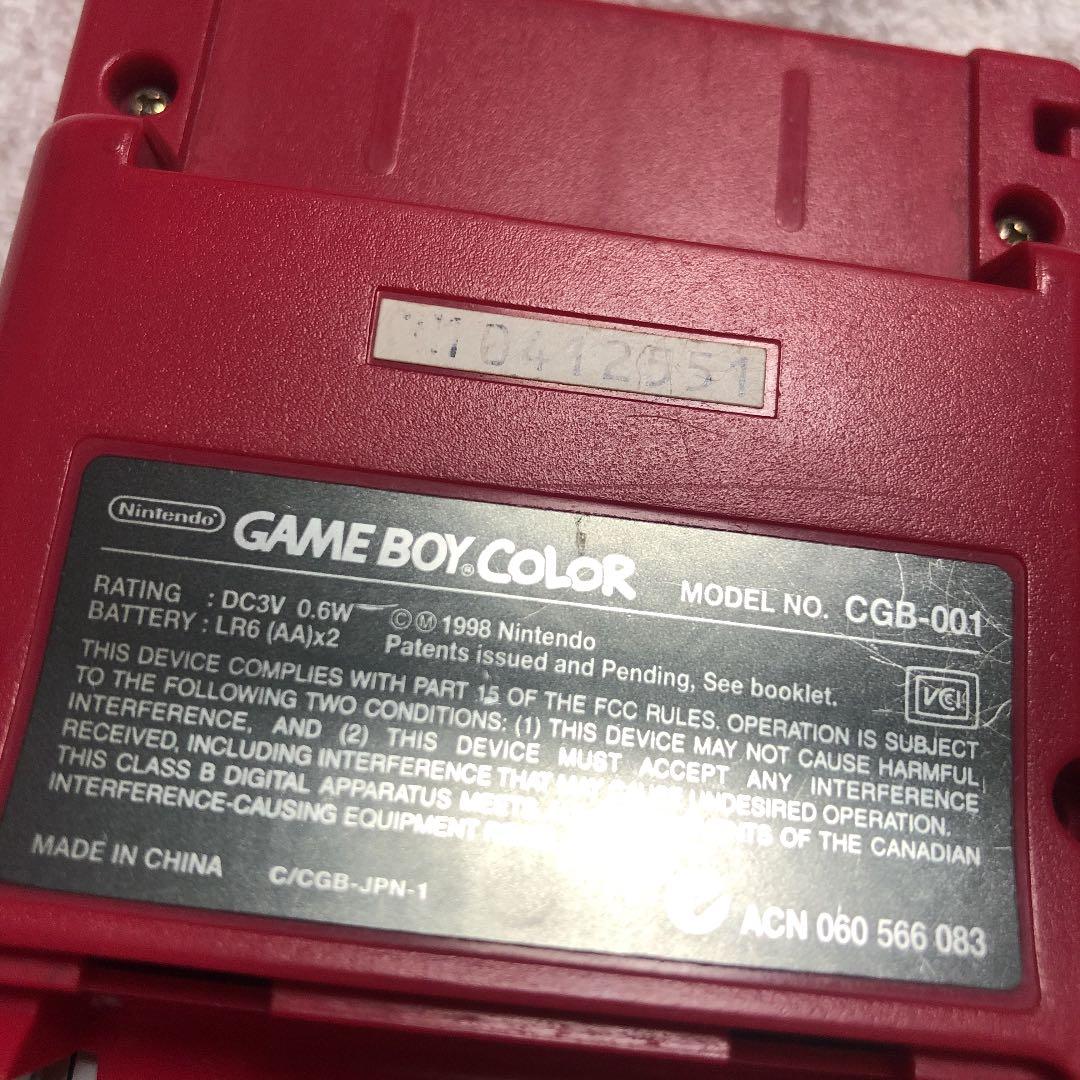 10412551
Nintendo GAME BOY COLOR MODEL NO. CGB-001
RATING : DC3V 0.6W
BATTERY : LR6 (AA)x2
©Ⓜ 1998 Nintendo
Patents issued and Pending, See booklet.
VCI
THIS DEVICE COMPLIES WITH PART 15 OF THE FCC RULES. OPERATION IS SUBJECT
TO THE FOLLOWING TWO CONDITIONS: (1) THIS DEVICE MAY NOT CAUSE HARMFUL
INTERFERENCE, AND (2) THIS DEVICE MUST ACCEPT ANY INTERFERENCE
RECEIVED, INCLUDING INTERFERENCE THAT MAY CAUSE UNDESIRED OPERATION.
THIS CLASS B DIGITAL APPARATUS MEETS OF THE CANADIAN
INTERFERENCE-CAUSING EQUIPMENT
MADE IN CHINA
C/CGB-JPN-1
ACN 060 566 083